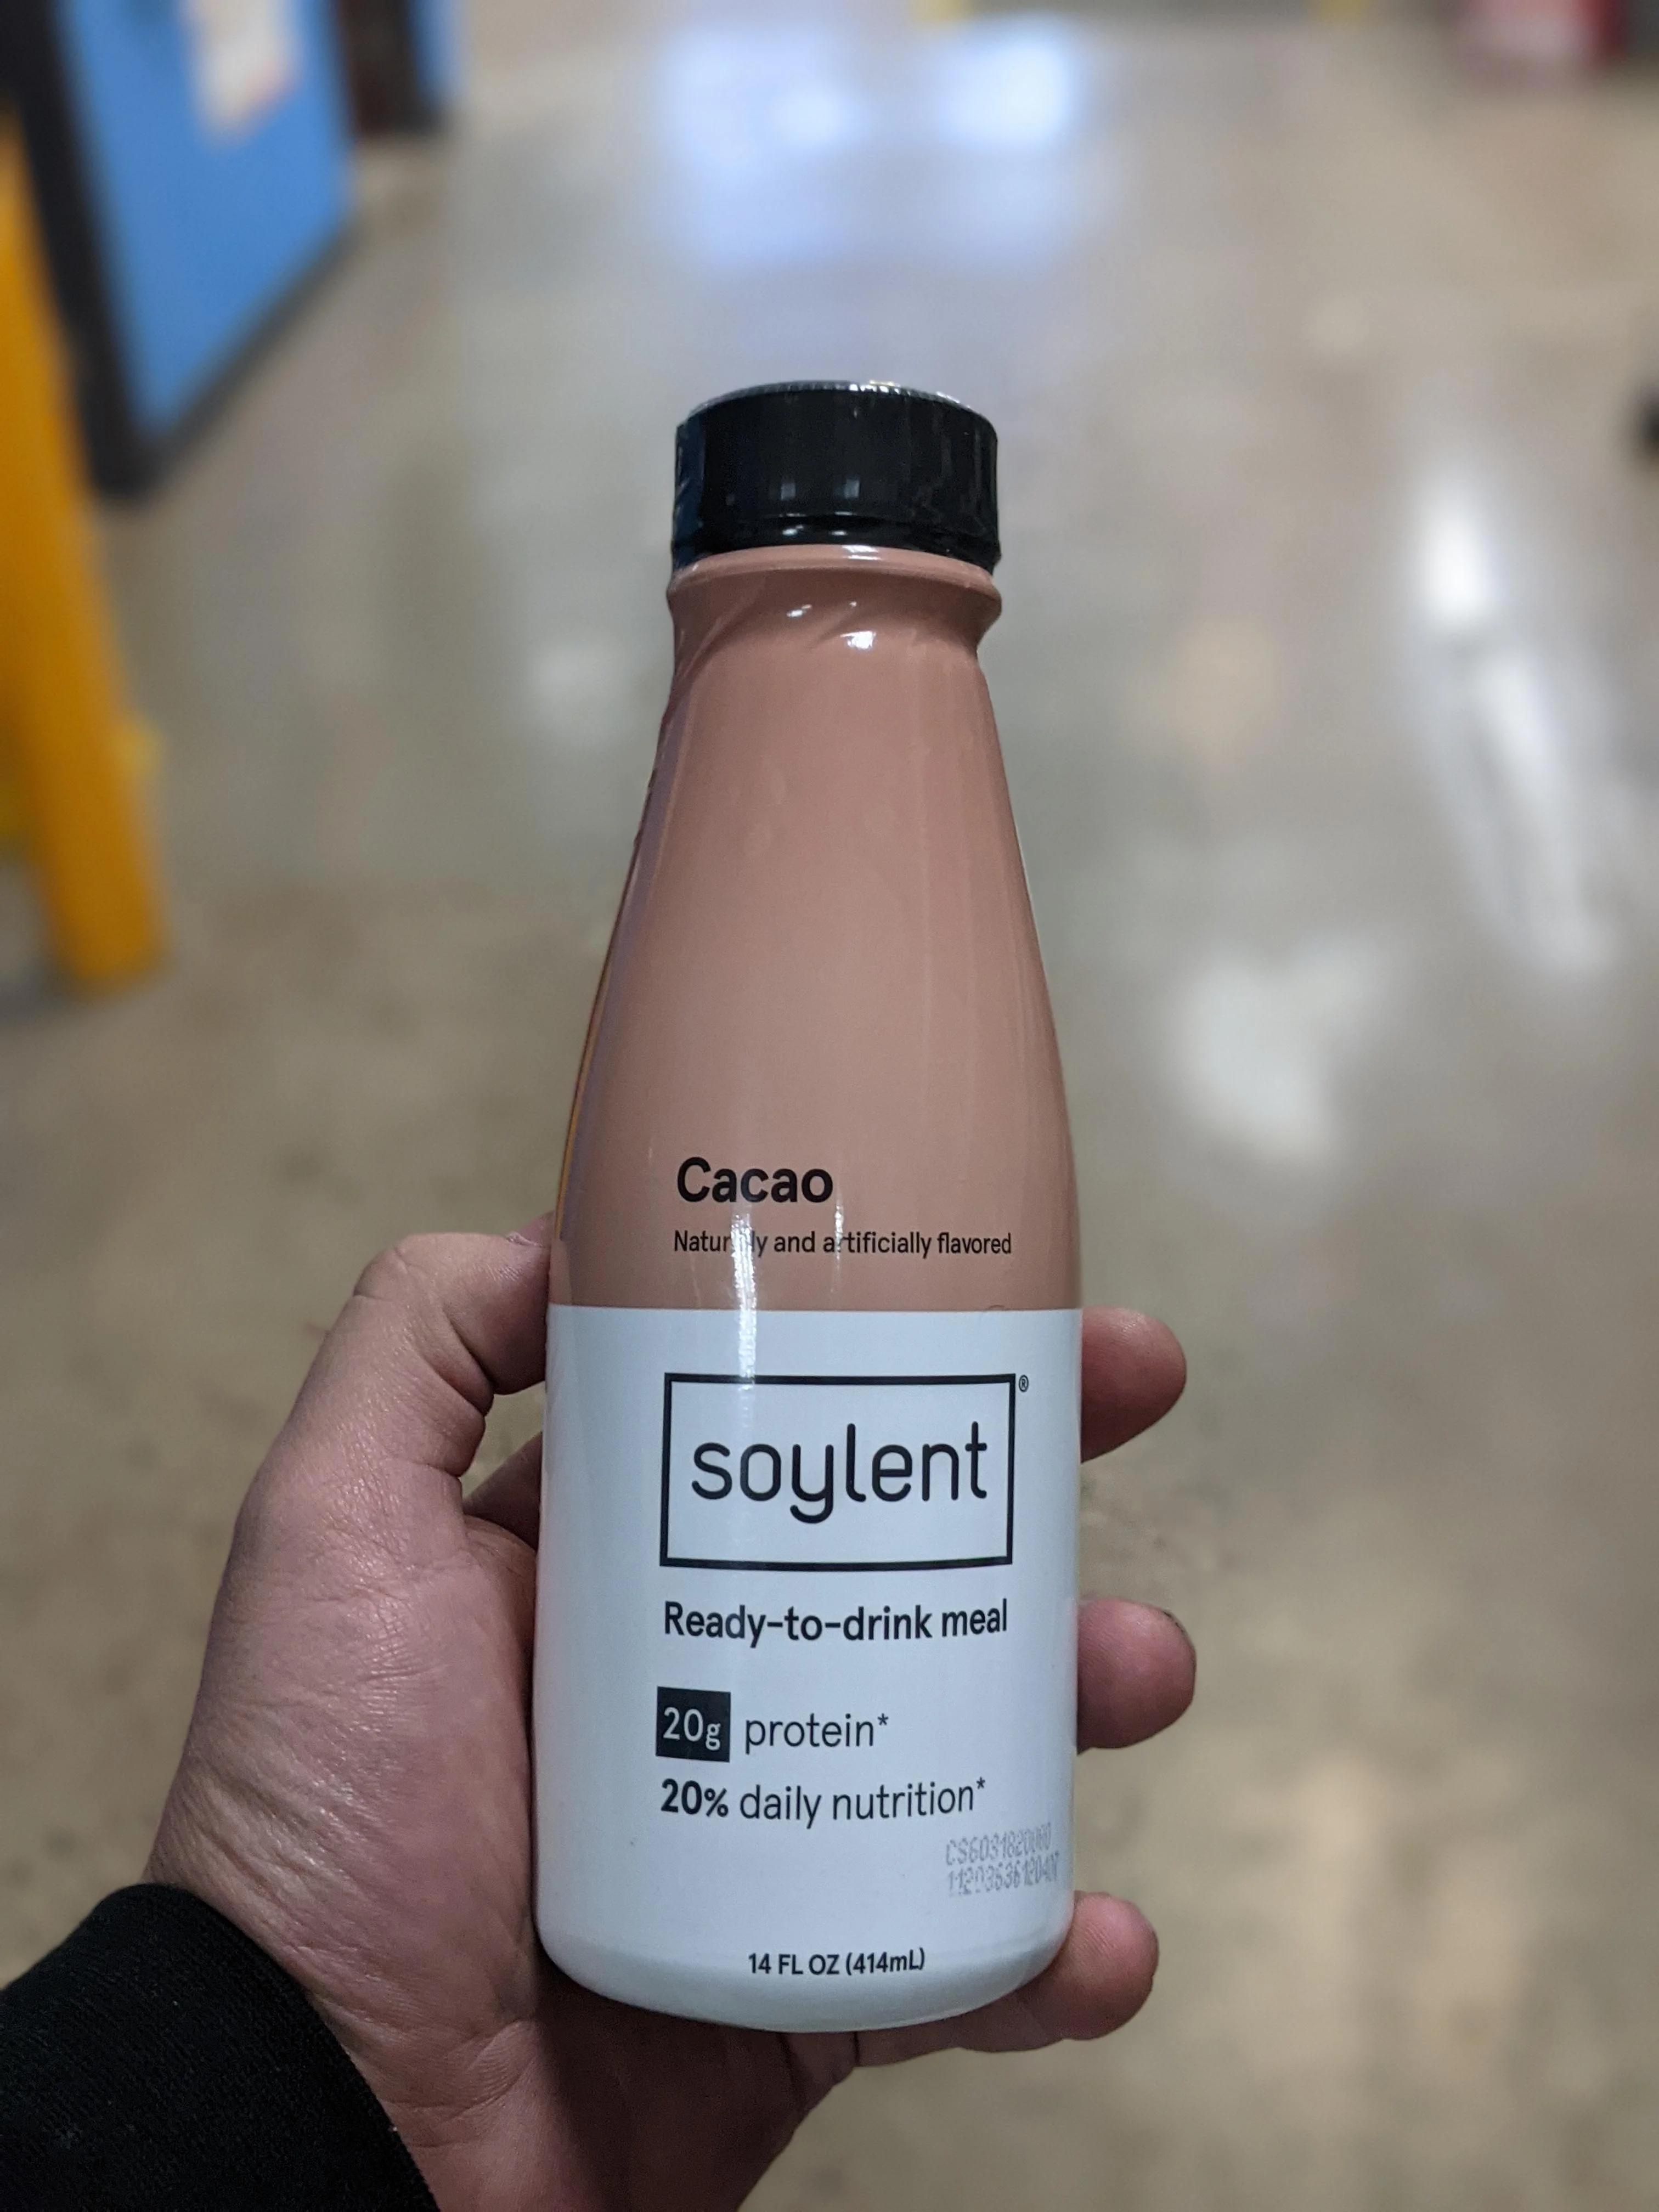 Cacao
Naturally and artificially flavored
soylent®
Ready-to-drink meal
20g protein*
20% daily nutrition*
14 FL OZ (414mL)